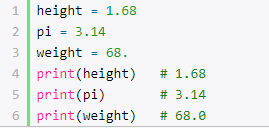 1 height = 1.68
2 pi = 3.14
3 weight = 68.
4 print(height)   # 1.68
5 print(pi)       # 3.14
6 print(weight)   # 68.0